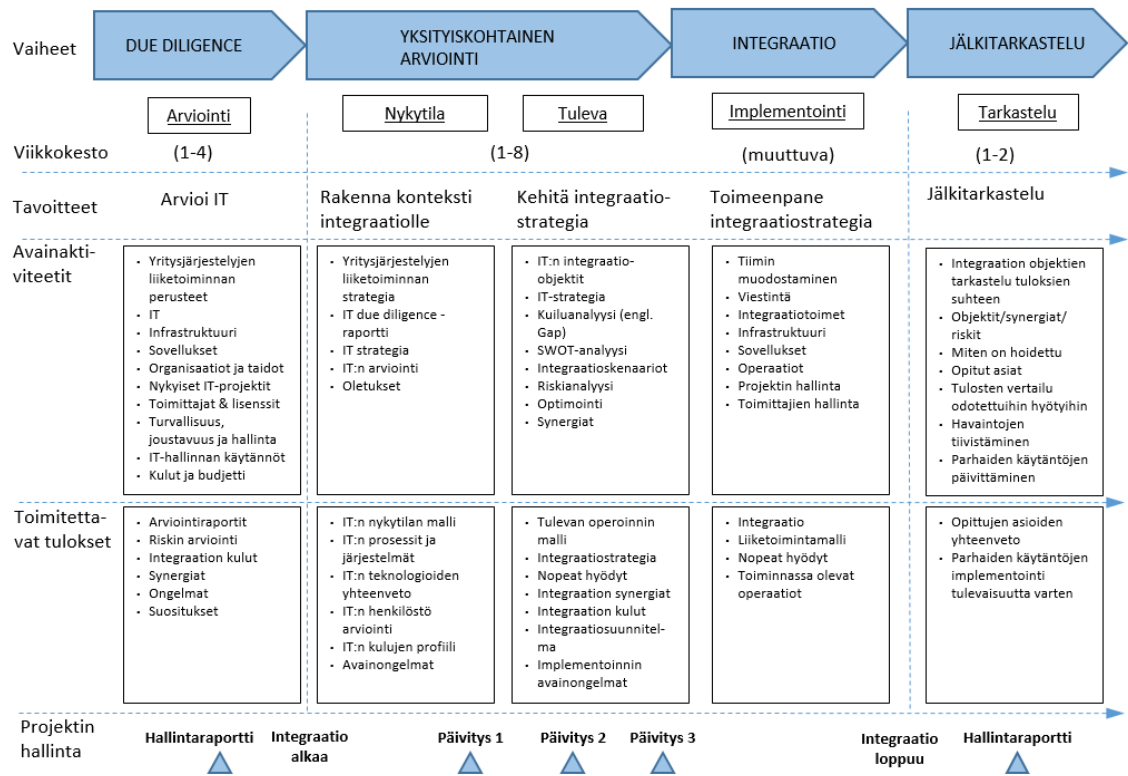 Vaiheet
DUE DILIGENCE
YKSITYISKOHTAINEN
ARVIOINTI
INTEGRAATIO
JÄLKITARKASTELU
Arviointi
Nykytila
Tuleva
Implementointi
Tarkastelu
Viikkokesto
(1-4)
(1-8)
(muuttuva)
(1-2)
Tavoitteet
Arvioi IT
Rakenna konteksti
integraatiolle
Kehitä integraatio-
strategia
Toimeenpane
integraatiostrategia
Jälkitarkastelu
Avainakti-
viteetit
• Yritysjärjestelyjen
liiketoiminnan
perusteet
• IT
• Infrastruktuuri
• Sovellukset
• Organisaatiot ja taidot
• Nykyiset IT-projektit
• Toimittajat & lisenssit
• Turvallisuus,
joustavuus ja hallinta
• IT-hallinnan käytännöt
• Kulut ja budjetti
• Yritysjärjestelyjen
liiketoiminnan
strategia
• IT due diligence -
raportti
• IT strategia
• IT:n arviointi
• Oletukset
• IT:n integraatio-
objektit
• IT-strategia
• Kuiluanalyysi (engl.
Gap)
• SWOT-analyysi
• Integraatioskenaariot
• Riskianalyysi
• Optimointi
• Synergiat
• Tiimin
muodostaminen
• Viestintä
• Integraatiotoimet
• Infrastruktuuri
• Sovellukset
• Operaatiot
• Projektin hallinta
• Toimittajien hallinta
• Integraation objektien
tarkastelu tuloksien
suhteen
• Objektit/synergiat/
riskit
• Miten on hoidettu
• Opitut asiat
• Tulosten vertailu
odotettuihin hyötyihin
• Havaintojen
tiivistäminen
• Parhaiden käytäntöjen
päivittäminen
Toimitetta-
vat tulokset
• Arviointiraportit
• Riskin arviointi
• Integraation kulut
• Synergiat
• Ongelmat
• Suositukset
• IT:n nykytilan malli
• IT:n prosessit ja
järjestelmät
• IT:n teknologioiden
yhteenveto
• IT:n henkilöstö
arviointi
• IT:n kulujen profiili
• Avainongelmat
• Tulevan operoinnin
malli
• Integraatiostrategia
• Nopeat hyödyt
• Integraation synergiat
• Integraation kulut
• Integraatiosuunnitel-
ma
• Implementoinnin
avainongelmat
• Integraatio
• Liiketoimintamalli
• Nopeat hyödyt
• Toiminnassa olevat
operaatiot
• Opittujen asioiden
yhteenveto
• Parhaiden käytäntöjen
implementointi
tulevaisuutta varten
Projektin
hallinta
Hallintaraportti
Integraatio
alkaa
Päivitys 1
Päivitys 2
Päivitys 3
Integraatio
loppuu
Hallintaraportti